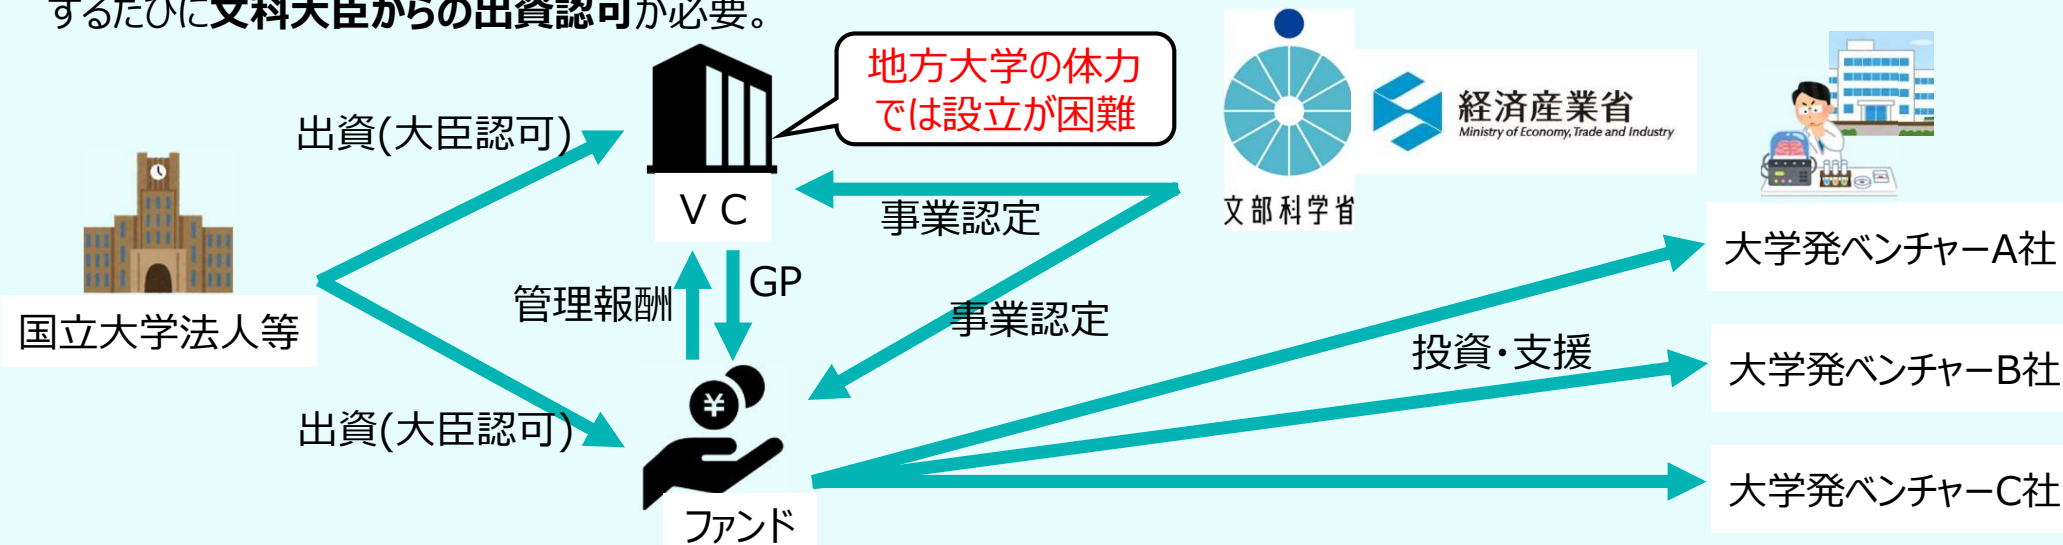 するたびに文科大臣からの出資認可が必要。
地方大学の体力
では設立が困難
出資(大臣認可)
経済産業省
Ministry of Economy, Trade and Industry
ＶＣ
事業認定
文部科学省
大学発ベンチャーA社
管理報酬
GP
事業認定
国立大学法人等
投資・支援
大学発ベンチャーB社
¥
出資(大臣認可)
大学発ベンチャーC社
ファンド